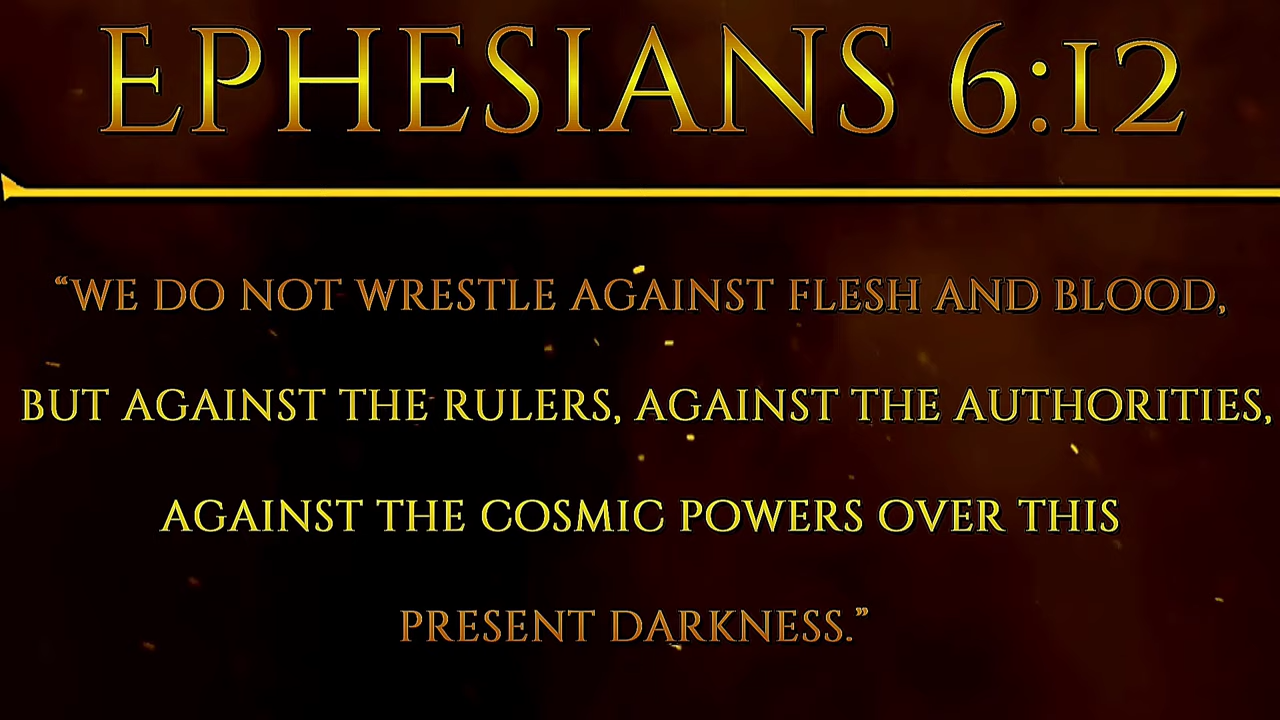 EPHESIANS 6:12
“WE DO NOT WRESTLE AGAINST FLESH AND BLOOD,
BUT AGAINST THE RULERS, AGAINST THE AUTHORITIES,
AGAINST THE COSMIC POWERS OVER THIS
PRESENT DARKNESS.”